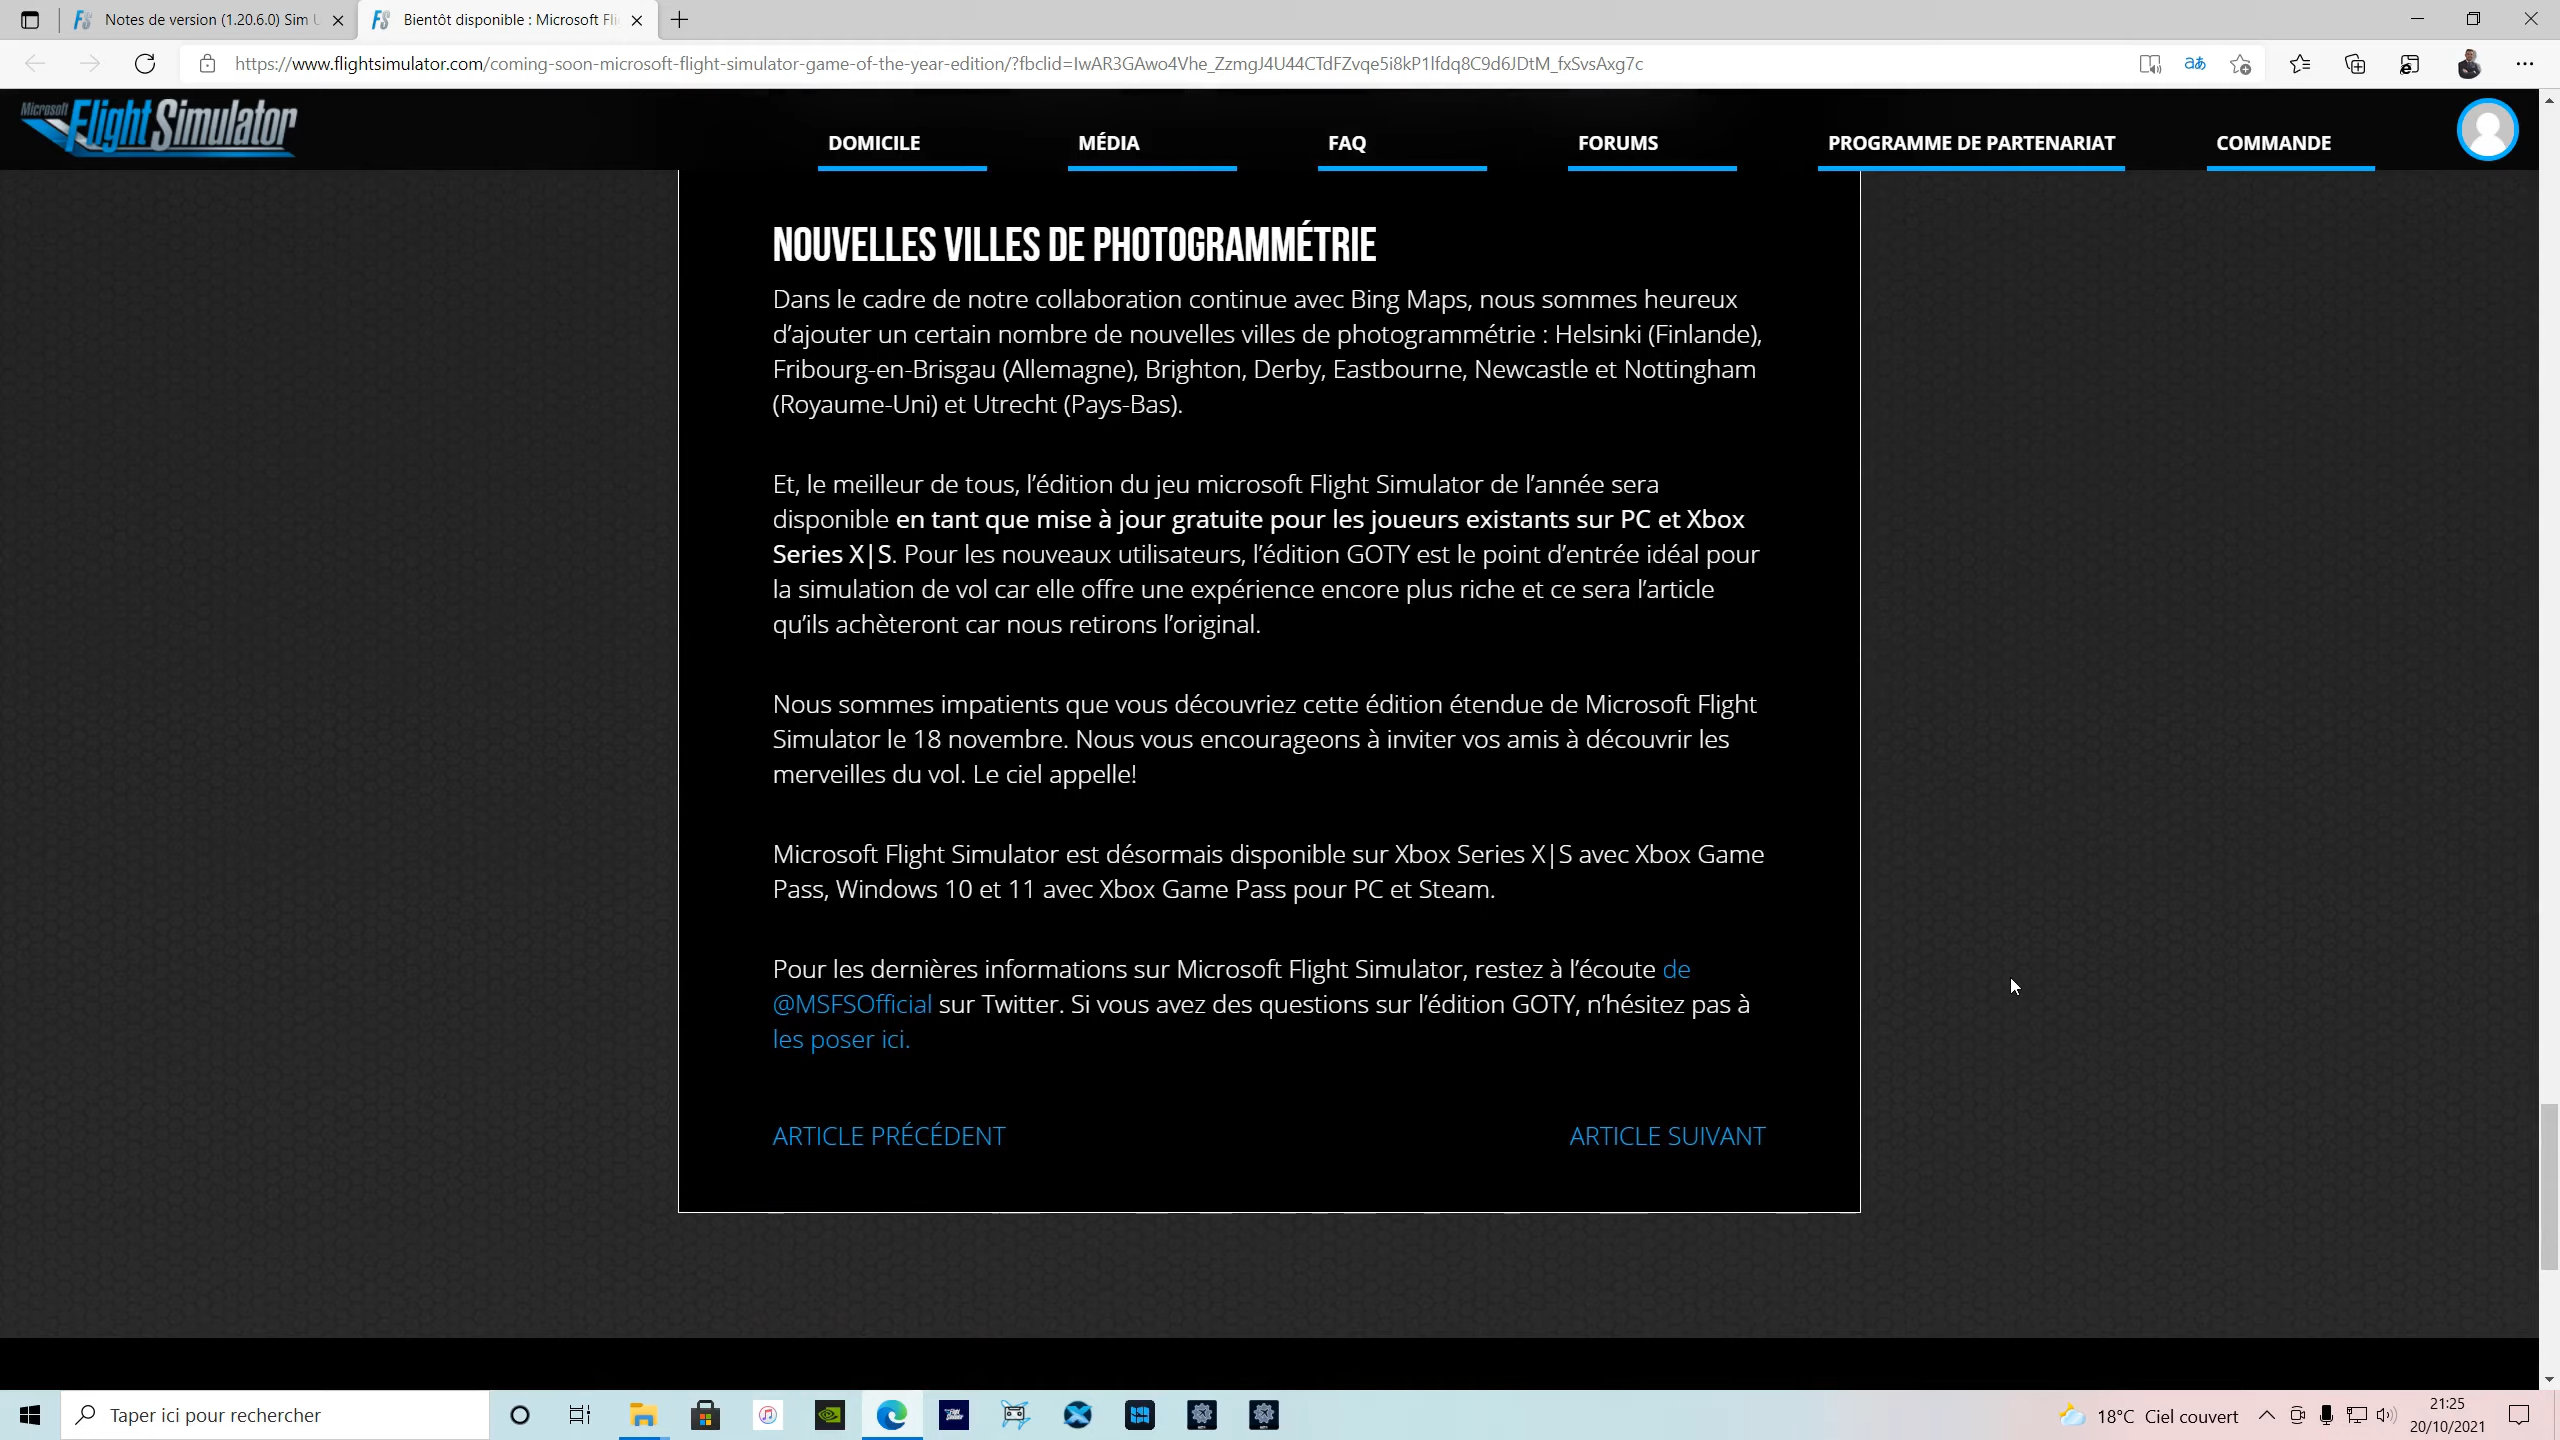 Notes de version (1.20.6.0) Sim U
Bientôt disponible : Microsoft Fli
https://www.flightsimulator.com/coming-soon-microsoft-flight-simulator-game-of-the-year-edition/?fbclid=IwAR3GAwo4Vhe_ZzmgJ4U44CTdFZvqe5i8kP1lfdq8C9d6JDtM_fxSvsAxg7c
Microsoft Flight Simulator
DOMICILE
MÉDIA
FAQ
FORUMS
PROGRAMME DE PARTENARIAT
COMMANDE
NOUVELLES VILLES DE PHOTOGRAMMÉTRIE
Dans le cadre de notre collaboration continue avec Bing Maps, nous sommes heureux
d’ajouter un certain nombre de nouvelles villes de photogrammétrie : Helsinki (Finlande),
Fribourg-en-Brisgau (Allemagne), Brighton, Derby, Eastbourne, Newcastle et Nottingham
(Royaume-Uni) et Utrecht (Pays-Bas).
Et, le meilleur de tous, l’édition du jeu microsoft Flight Simulator de l’année sera
disponible en tant que mise à jour gratuite pour les joueurs existants sur PC et Xbox
Series X|S. Pour les nouveaux utilisateurs, l’édition GOTY est le point d’entrée idéal pour
la simulation de vol car elle offre une expérience encore plus riche et ce sera l’article
qu’ils achèteront car nous retirons l’original.
Nous sommes impatients que vous découvriez cette édition étendue de Microsoft Flight
Simulator le 18 novembre. Nous vous encourageons à inviter vos amis à découvrir les
merveilles du vol. Le ciel appelle!
Microsoft Flight Simulator est désormais disponible sur Xbox Series X|S avec Xbox Game
Pass, Windows 10 et 11 avec Xbox Game Pass pour PC et Steam.
Pour les dernières informations sur Microsoft Flight Simulator, restez à l’écoute de
@MSFSOfficial sur Twitter. Si vous avez des questions sur l’édition GOTY, n’hésitez pas à
les poser ici.
ARTICLE PRÉCÉDENT
ARTICLE SUIVANT
Taper ici pour rechercher
18°C Ciel couvert
21:25
20/10/2021